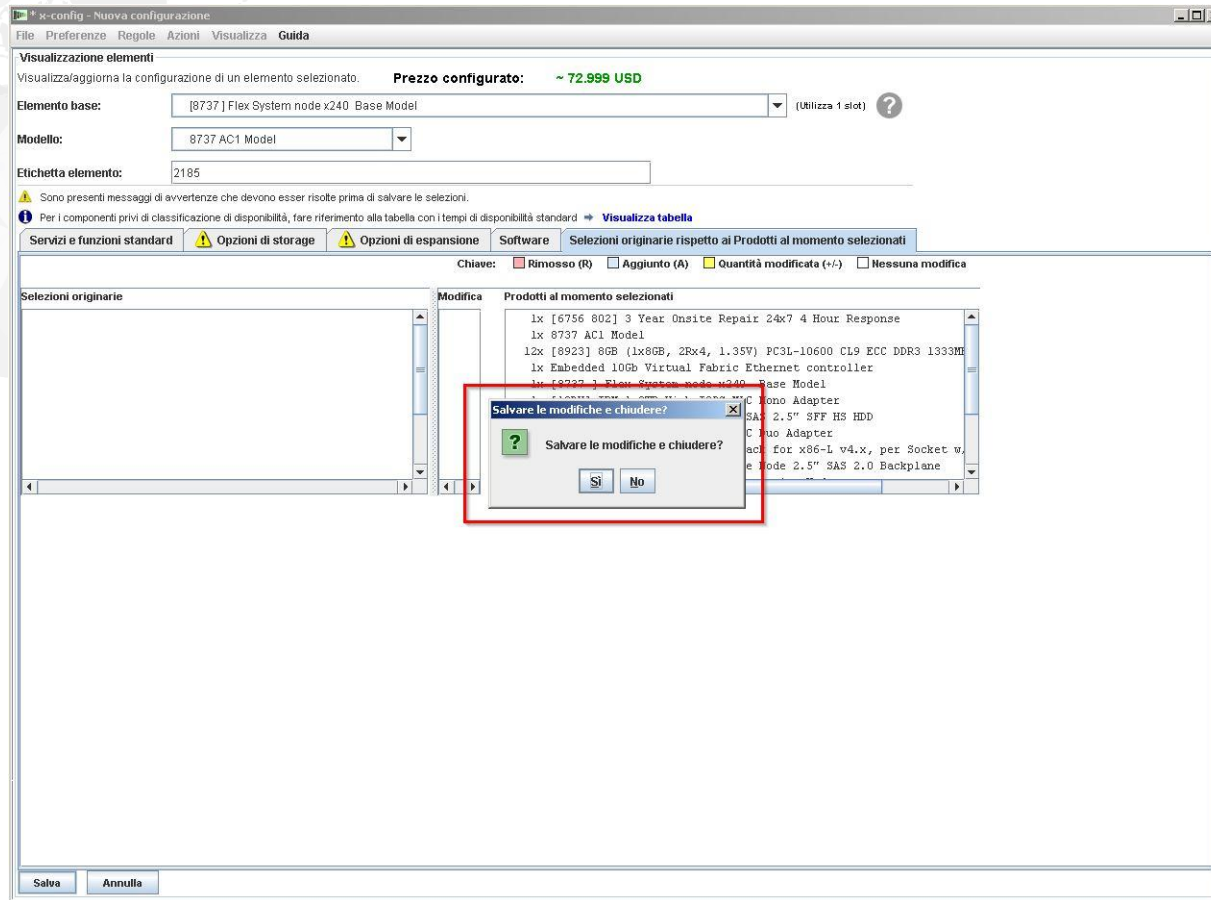 * x-config - Nuova configurazione
File Preferenze Regole Azioni Visualizza Guida
Visualizzazione elementi
Visualizza/aggiorna la configurazione di un elemento selezionato. Prezzo configurato: ~ 72.999 USD
Elemento base: [8737 ] Flex System node x240 Base Model (Utilizza 1 slot) ?
Modello: 8737 AC1 Model
Etichetta elemento: 2185
Sono presenti messaggi di avvertenze che devono esser risolte prima di salvare le selezioni.
Per i componenti privi di classificazione di disponibilità, fare riferimento alla tabella con i tempi di disponibilità standard ➡ Visualizza tabella
Servizi e funzioni standard Opzioni di storage Opzioni di espansione Software Selezioni originarie rispetto ai Prodotti al momento selezionati
Chiave: Rimosso (R) Aggiunto (A) Quantità modificata (+/-) Nessuna modifica
Selezioni originarie Modifica Prodotti al momento selezionati
1x [6756 802] 3 Year Onsite Repair 24x7 4 Hour Response
1x 8737 AC1 Model
12x [8923] 8GB (1x8GB, 2Rx4, 1.35V) PC3L-10600 CL9 ECC DDR3 1333M
1x Embedded 10Gb Virtual Fabric Ethernet controller
1x [8737 ] Flex System node x240 Base Model
Mono Adapter
SAS 2.5" SFF HS HDD
Duo Adapter
for x86-L v4.x, per Socket w,
Node 2.5" SAS 2.0 Backplane
Salvare le modifiche e chiudere?
? Salvare le modifiche e chiudere?
Sì No
Salva Annulla